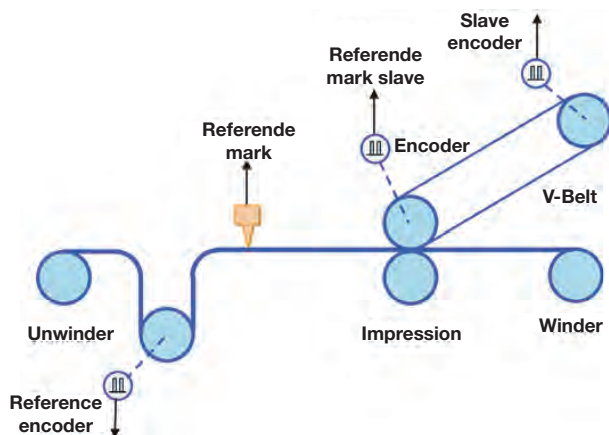 Slave
encoder
Referende
mark slave
Referende
mark
Encoder
V-Belt
Unwinder
Impression
Winder
Reference
encoder